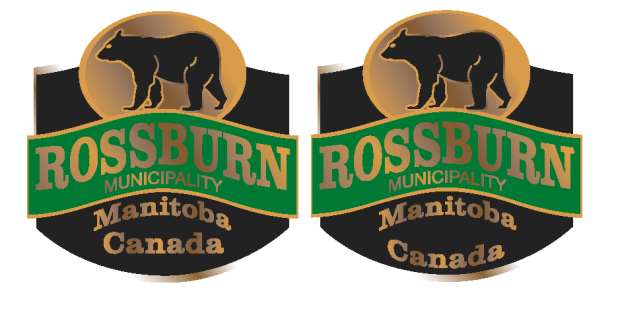 ROSSBURN
MUNICIPALITY
Manitoba
Canada
ROSSBURN
MUNICIPALITY
Manitoba
Canada